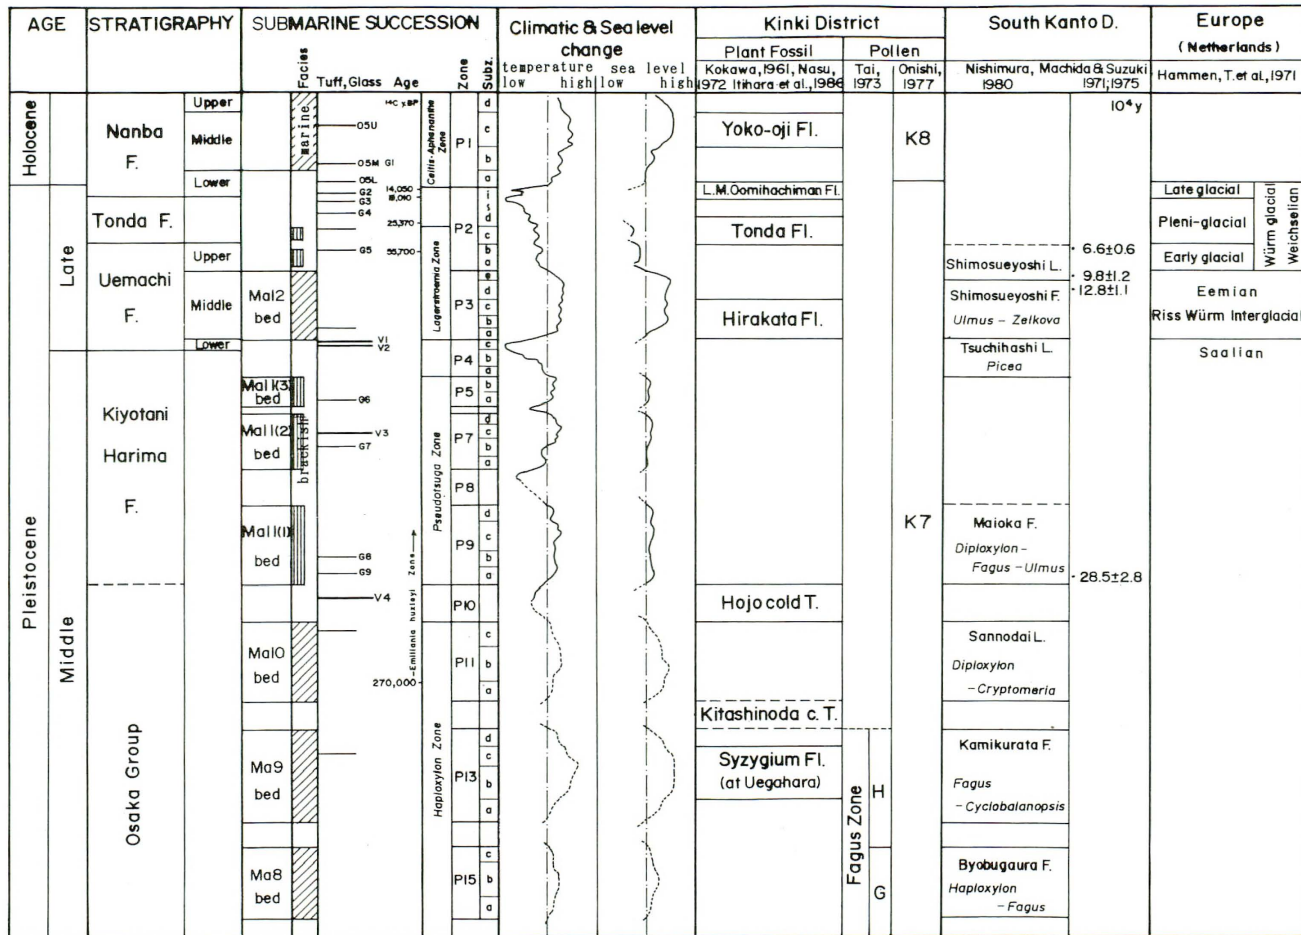 AGE
STRATIGRAPHY
SUBMARINE SUCCESSION
Facies
Tuff, Glass Age
Zone
Subz.
Climatic & Sea level
change
temperature
low high
sea level
low high
Kinki District
Plant Fossil
Kokawa, 1961, Nasu,
1972 Itihara et al., 1986
Pollen
Tai,
1973
Onishi,
1977
South Kanto D.
Nishimura,
1980
Machida & Suzuki
1971; 1975
Europe
(Netherlands)
Hammen, T. et al, 1971
Holocene
Pleistocene
Late
Middle
Nanba
F.
Upper
Middle
Lower
Tonda F.
Uemachi
F.
Upper
Middle
Lower
Kiyotani
Harima
F.
Osaka Group
Ma12
bed
Ma11(3)
bed
Ma11(2)
bed
Ma11(1)
bed
Ma10
bed
Ma9
bed
Ma8
bed
marine
brackish
14C y.BP
O5U
O5M G1
O5L
G2
G3
G4
G5
V1
V2
G6
V3
G7
G8
G9
V4
14,050
25,370
55,700
270,000
Emiliania huxleyi Zone
Celtis-Aphananthe
Zone
Lagerstroemia Zone
Pseudotsuga Zone
Haploxylon Zone
P1
d
c
b
a
P2
i
s
d
c
b
a
P3
e
d
c
b
a
P4
c
b
a
P5
b
a
P7
d
c
b
a
P8
P9
d
c
b
a
P10
P11
c
b
a
P13
d
c
b
a
P15
c
b
a
Yoko-oji Fl.
L.M.Oomihachiman Fl.
Tonda Fl.
Hirakata Fl.
Hojo cold T.
Kitashinoda c. T.
Syzygium Fl.
(at Uegahara)
Fagus Zone
H
G
K8
K7
10⁴y
Shimosueyoshi L.
Shimosueyoshi F.
Ulmus - Zelkova
Tsuchihashi L.
Picea
Maioka F.
Diploxylon -
Fagus - Ulmus
Sannodai L.
Diploxylon
- Cryptomeria
Kamikurata F.
Fagus
- Cyclobalanopsis
Byobugaura F.
Haploxylon
- Fagus
6.6±0.6
9.8±1.2
12.8±1.1
28.5±2.8
Late glacial
Pleni-glacial
Early glacial
Würm glacial
Weichselian
Eemian
Riss Würm Interglacial
Saalian